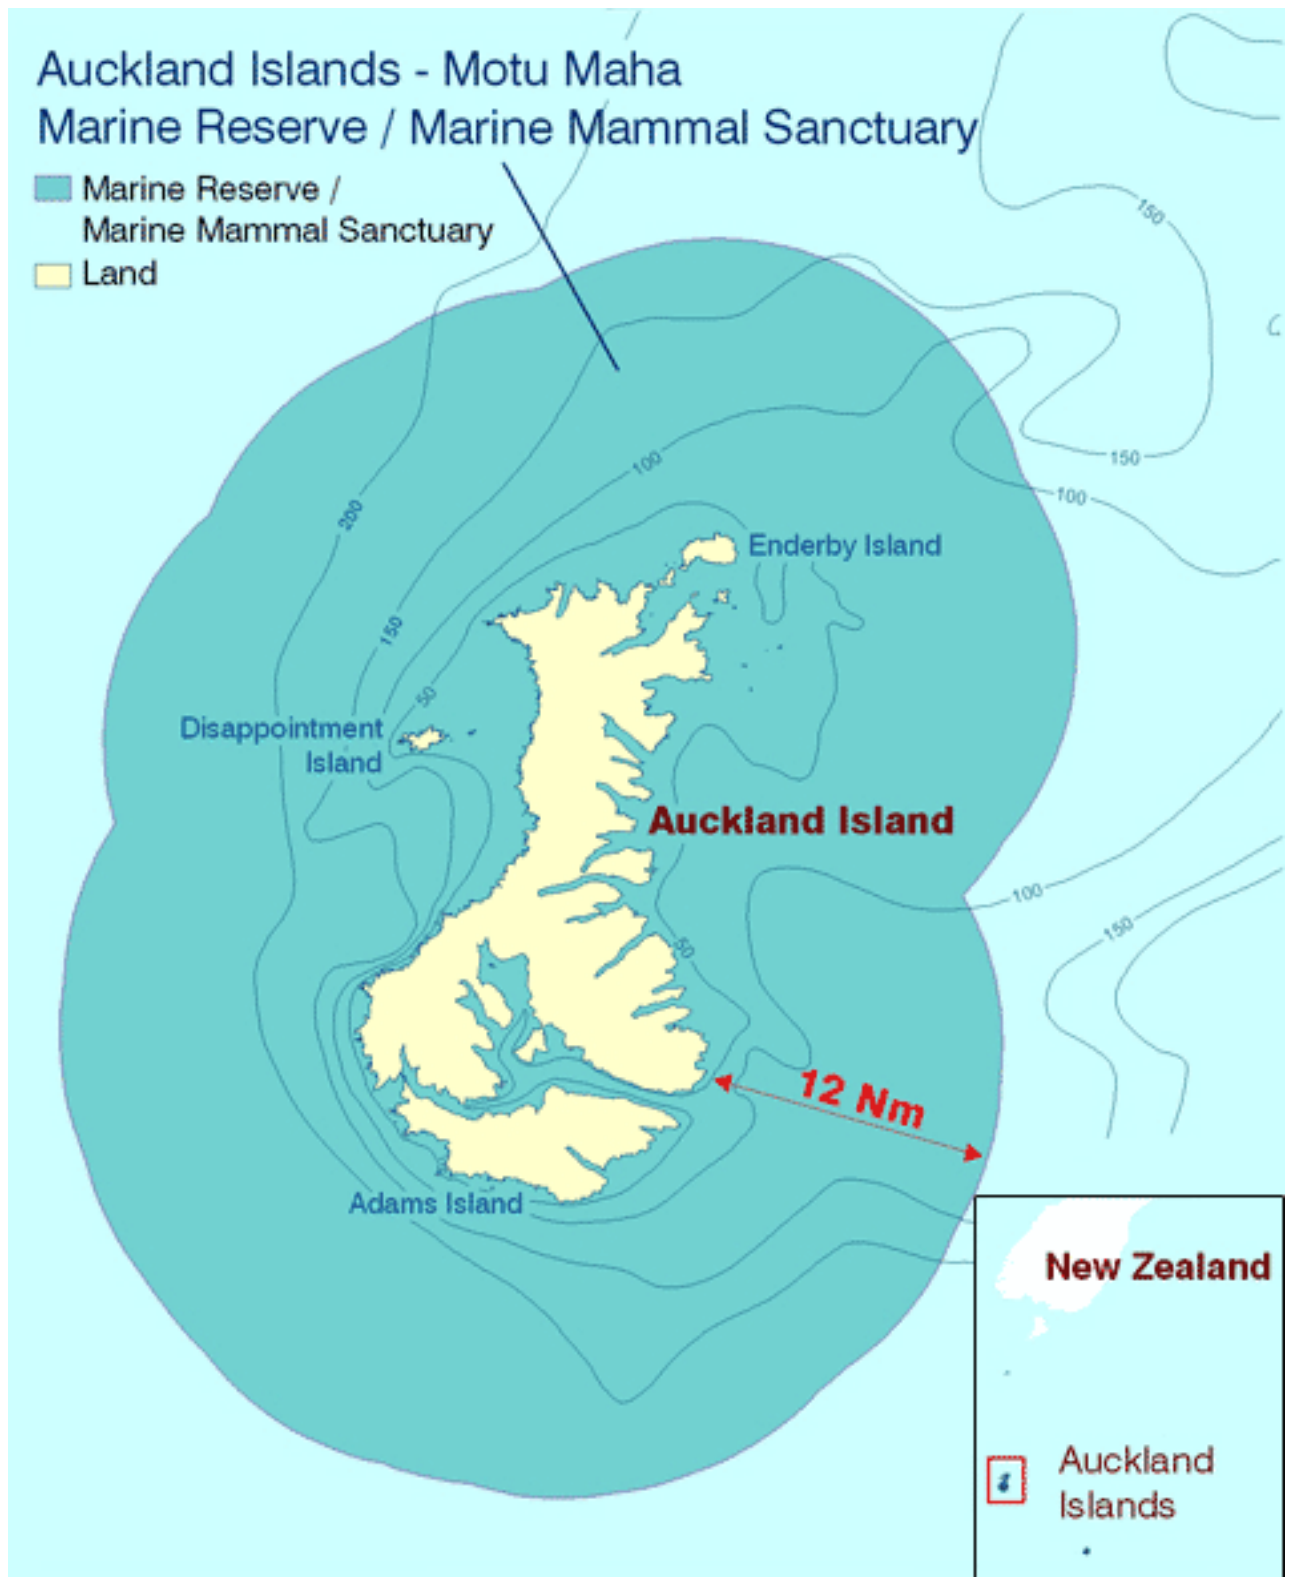 Auckland Islands - Motu Maha
Marine Reserve / Marine Mammal Sanctuary
Marine Reserve /
Marine Mammal Sanctuary
Land
150
150
100
100
200
Enderby Island
150
50
Disappointment
Island
Auckland Island
100
150
50
12 Nm
Adams Island
New Zealand
Auckland
Islands